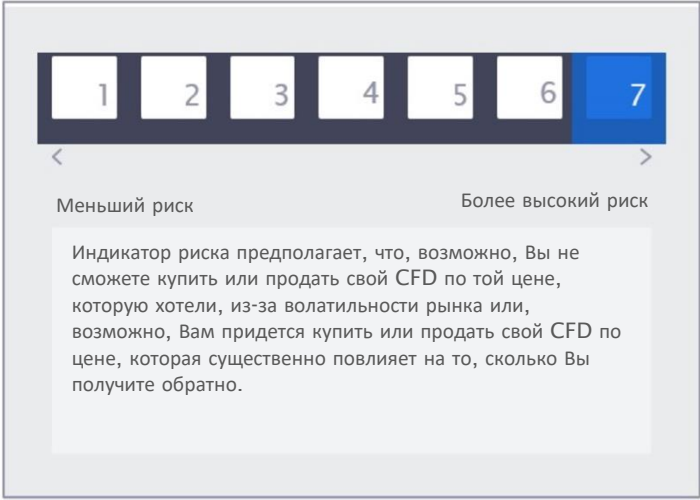 1 2 3 4 5 6 7
< >
Меньший риск Более высокий риск
Индикатор риска предполагает, что, возможно, Вы не
сможете купить или продать свой CFD по той цене,
которую хотели, из-за волатильности рынка или,
возможно, Вам придется купить или продать свой CFD по
цене, которая существенно повлияет на то, сколько Вы
получите обратно.